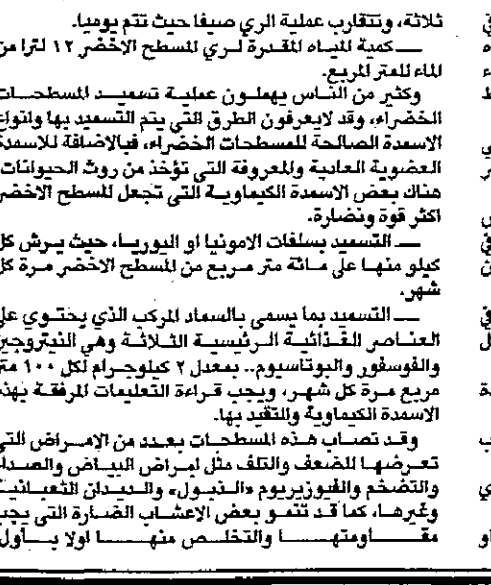 ثلاثة، وتتقارب عملية الري صيفا حيث تتم يوميا.
ـــ كمية المياه المقدرة لري المسطح الاخضر ١٢ لترا من
الماء للمتر المربع.
وكثير من الناس يهملون عملية تسميد المسطحات
الخضراء، وقد لايعرفون الطرق التي يتم التسميد بها وانواع
الاسمدة الصالحة للمسطحات الخضراء، فبالاضافة للاسمدة
العضوية العادية والمعروفة التي تؤخذ من روث الحيوانات
هناك بعض الاسمدة الكيماوية التي تجعل المسطح الاخضر
اكثر قوة ونضارة.
ـــ التسميد بسلفات الامونيا او اليوريا، حيث يرش كل
كيلو منها على مائة متر مربع من المسطح الاخضر مرة كل
شهر.
ـــ التسميد بما يسمى بالسماد المركب الذي يحتوي على
العناصر الغذائية الرئيسية الثلاثة وهي النيتروجين
والفوسفور والبوتاسيوم.. بمعدل ٢ كيلوجرام لكل ١٠٠ متر
مربع مرة كل شهر، ويجب قراءة التعليمات المرفقة بهذه
الاسمدة الكيماوية والتقيد بها.
وقد تصاب هذه المسطحات بعدد من الامراض التي
تعرضها للضعف والتلف مثل امراض البياض والصدأ
والتضخم والفيوزيريوم «الذبول» والديدان الثعبانية
وغيرها، كما قد تنمو بعض الاعشاب الضارة التي يجب
مقاومتها والتخلص منها اولا بأول